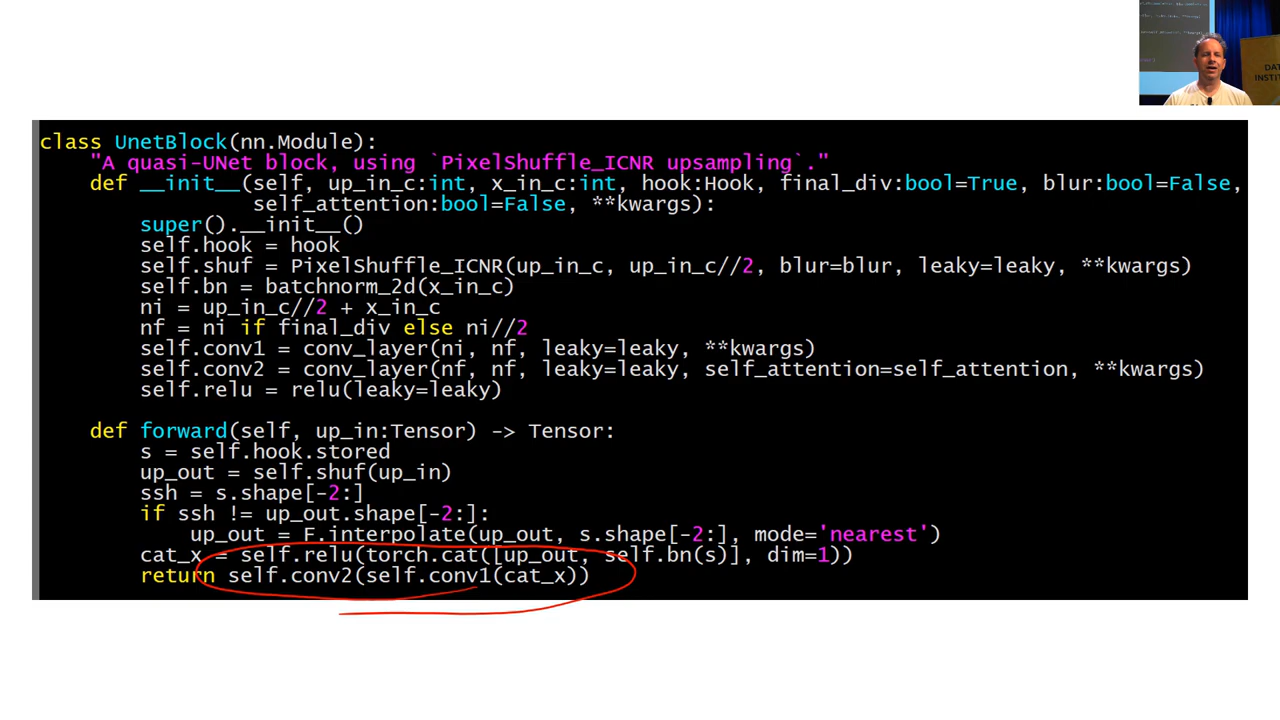 DAT
INSTIT
class UnetBlock(nn.Module):
    "A quasi-UNet block, using `PixelShuffle_ICNR upsampling`."
    def __init__(self, up_in_c:int, x_in_c:int, hook:Hook, final_div:bool=True, blur:bool=False,
                 self_attention:bool=False, **kwargs):
        super().__init__()
        self.hook = hook
        self.shuf = PixelShuffle_ICNR(up_in_c, up_in_c//2, blur=blur, leaky=leaky, **kwargs)
        self.bn = batchnorm_2d(x_in_c)
        ni = up_in_c//2 + x_in_c
        nf = ni if final_div else ni//2
        self.conv1 = conv_layer(ni, nf, leaky=leaky, **kwargs)
        self.conv2 = conv_layer(nf, nf, leaky=leaky, self_attention=self_attention, **kwargs)
        self.relu = relu(leaky=leaky)
    def forward(self, up_in:Tensor) -> Tensor:
        s = self.hook.stored
        up_out = self.shuf(up_in)
        ssh = s.shape[-2:]
        if ssh != up_out.shape[-2:]:
            up_out = F.interpolate(up_out, s.shape[-2:], mode='nearest')
        cat_x = self.relu(torch.cat([up_out, self.bn(s)], dim=1))
        return self.conv2(self.conv1(cat_x))